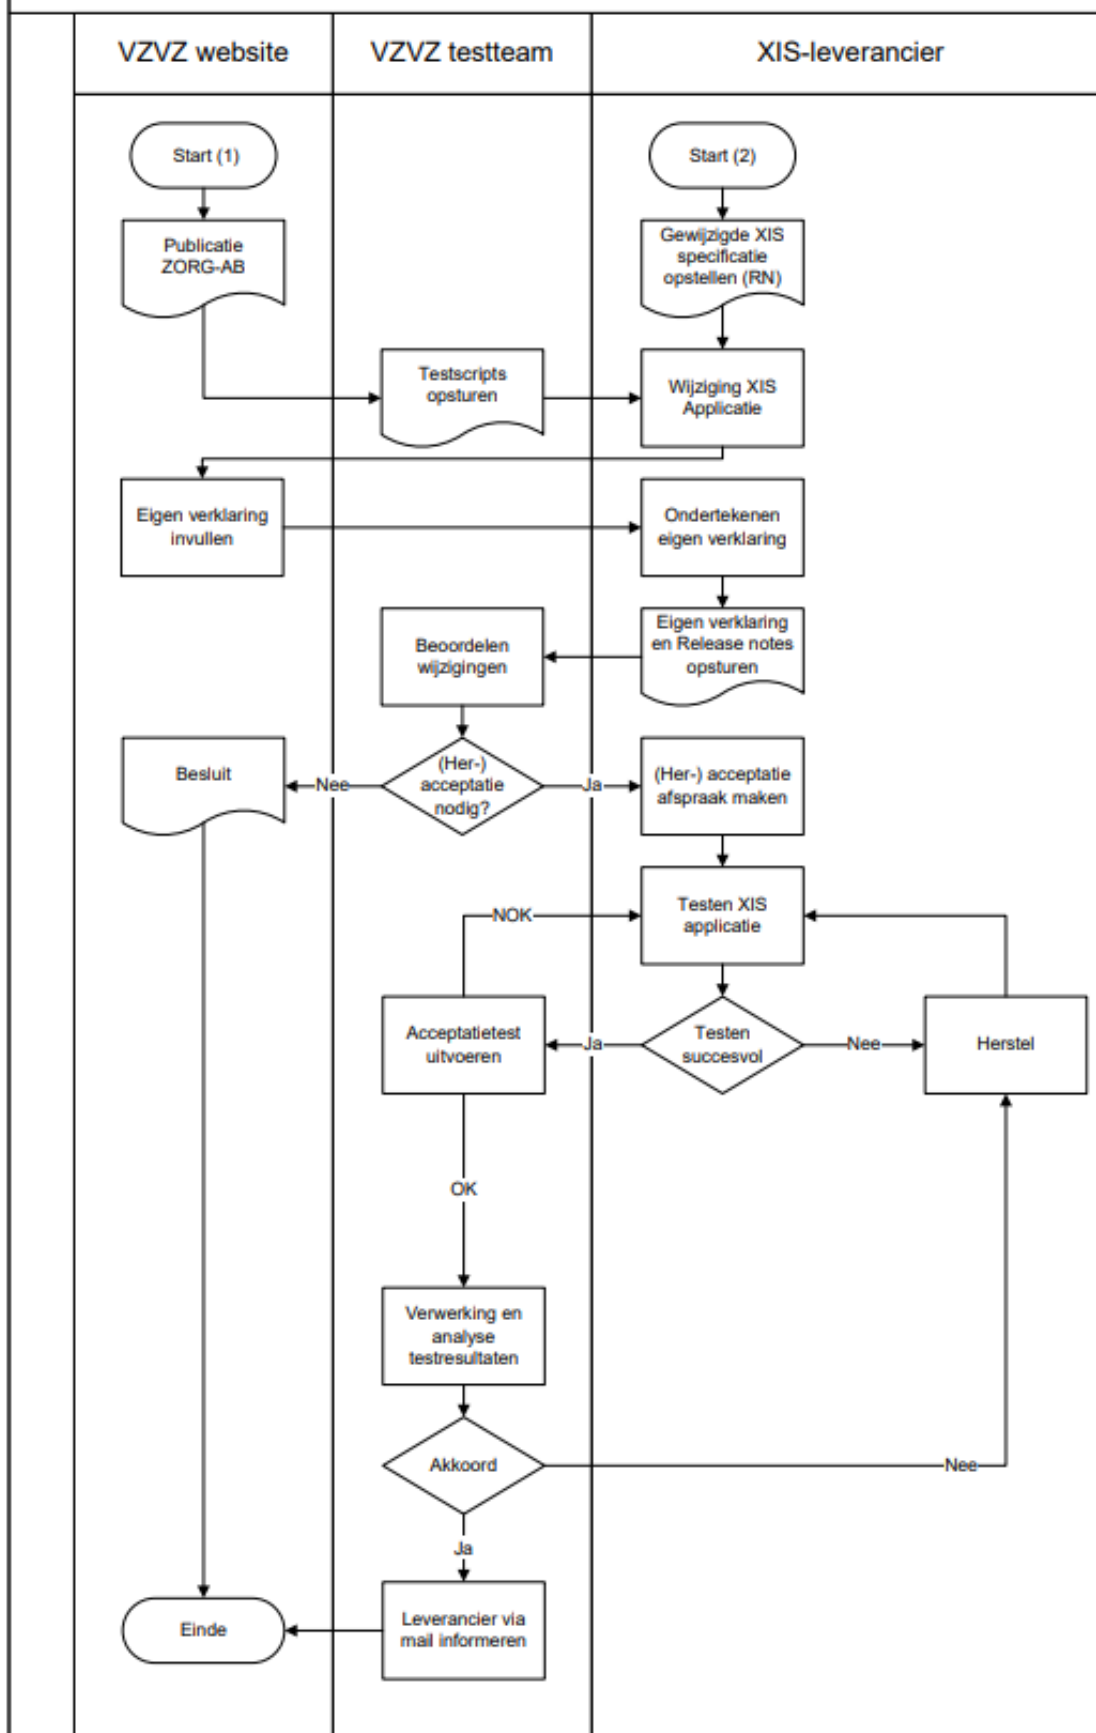 VZVZ website
VZVZ testteam
XIS-leverancier
Start (1)
Start (2)
Publicatie
ZORG-AB
Gewijzigde XIS
specificatie
opstellen (RN)
Testscripts
opsturen
Wijziging XIS
Applicatie
Eigen verklaring
invullen
Ondertekenen
eigen verklaring
Beoordelen
wijzigingen
Eigen verklaring
en Release notes
opsturen
Besluit
Nee
(Her-)
acceptatie
nodig?
Ja
(Her-) acceptatie
afspraak maken
NOK
Testen XIS
applicatie
Acceptatietest
uitvoeren
Ja
Testen
succesvol
Nee
Herstel
OK
Verwerking en
analyse
testresultaten
Akkoord
Nee
Ja
Einde
Leverancier via
mail informeren